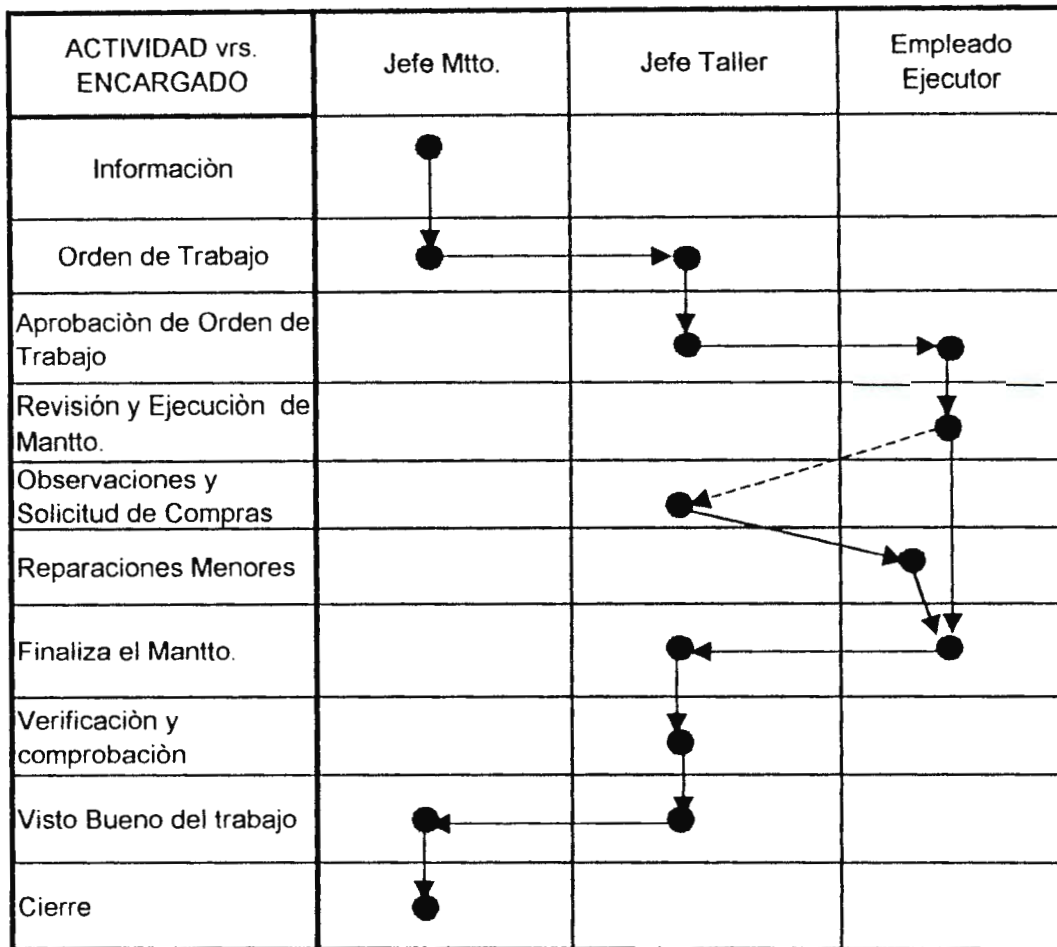 ACTIVIDAD vrs.
ENCARGADO
Jefe Mtto.
Jefe Taller
Empleado
Ejecutor
Informaciòn
Orden de Trabajo
Aprobaciòn de Orden de
Trabajo
Revisión y Ejecuciòn de
Mantto.
Observaciones y
Solicitud de Compras
Reparaciones Menores
Finaliza el Mantto.
Verificaciòn y
comprobaciòn
Visto Bueno del trabajo
Cierre